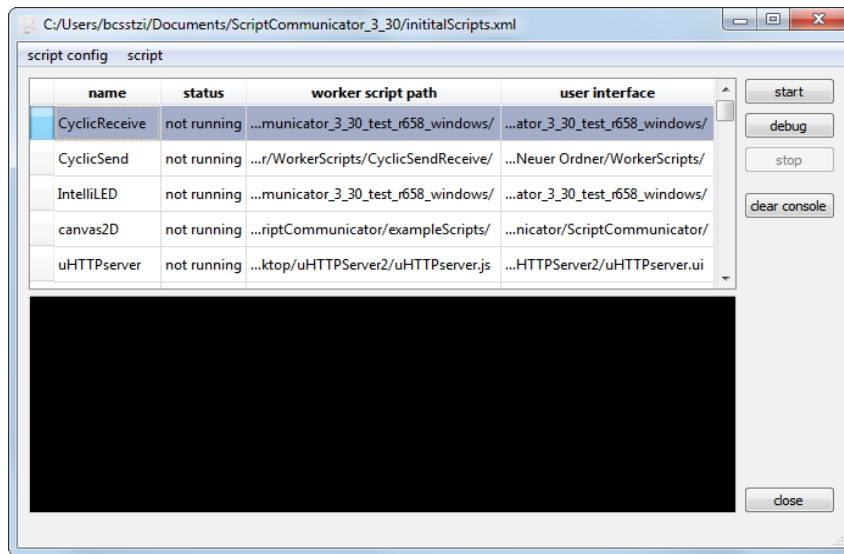 C:/Users/bcsstzi/Documents/ScriptCommunicator_3_30/inititalScripts.xml
script config script
name status worker script path user interface
CyclicReceive not running ...municator_3_30_test_r658_windows/ ...ator_3_30_test_r658_windows/
CyclicSend not running ...r/WorkerScripts/CyclicSendReceive/ ...Neuer Ordner/WorkerScripts/
IntelliLED not running ...municator_3_30_test_r658_windows/ ...ator_3_30_test_r658_windows/
canvas2D not running ...riptCommunicator/exampleScripts/ ...nicator/ScriptCommunicator/
uHTTPserver not running ...ktop/uHTTPServer2/uHTTPserver.js ...HTTPServer2/uHTTPserver.ui
start
debug
stop
clear console
close